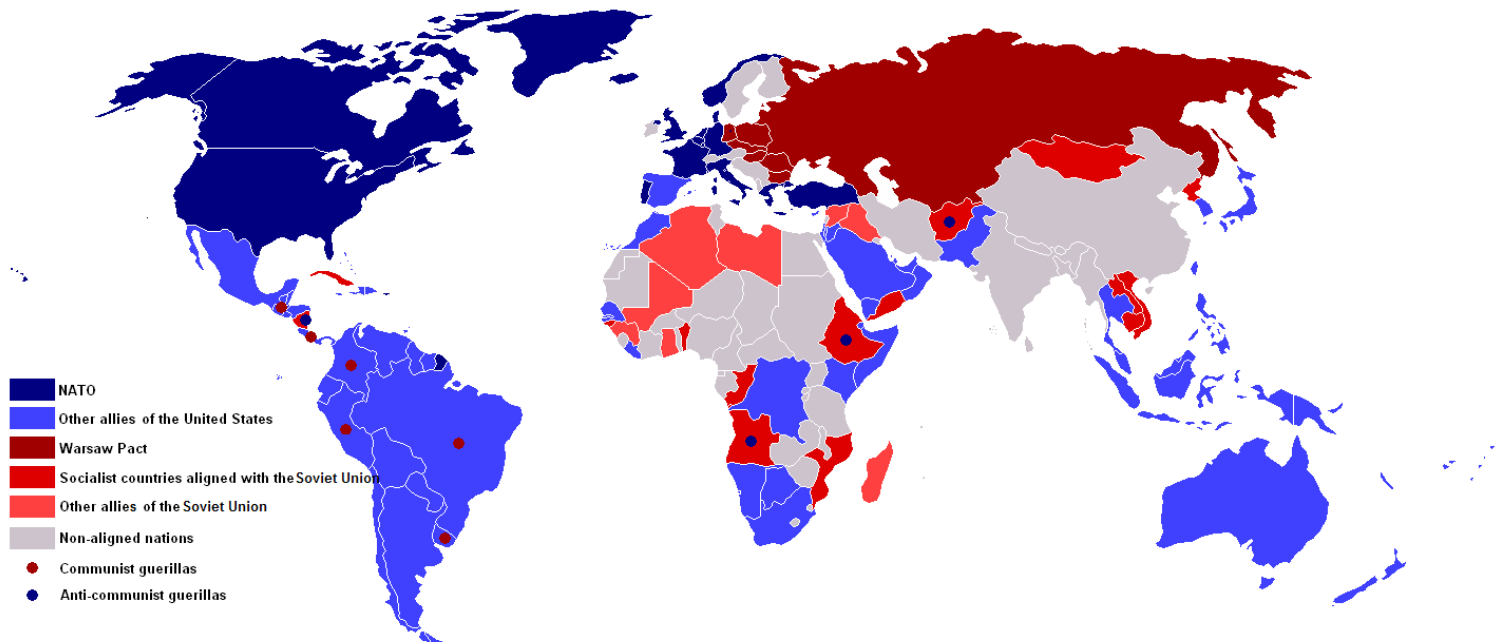 NATO
Other allies of the United States
Warsaw Pact
Socialist countries aligned with the Soviet Union
Other allies of the Soviet Union
Non-aligned nations
Communist guerillas
Anti-communist guerillas